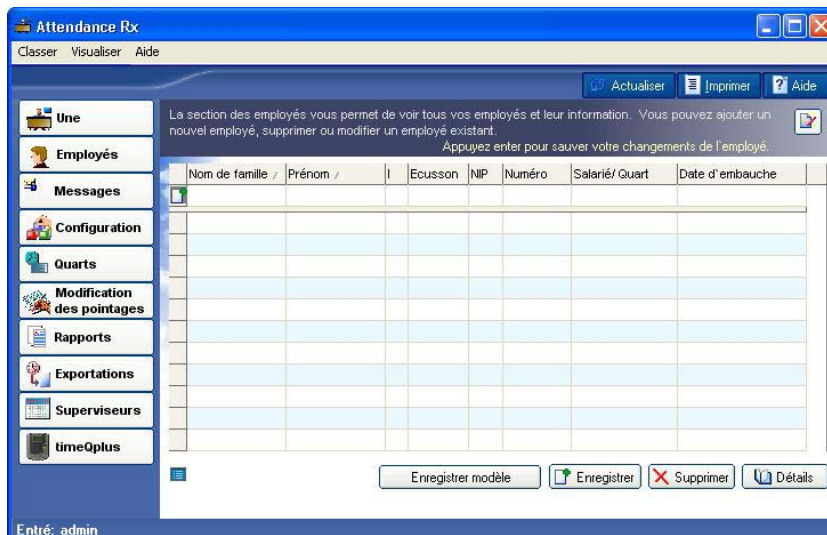 Attendance Rx
Classer Visualiser Aide
Actualiser Imprimer Aide
Une
Employés
Messages
Configuration
Quarts
Modification
des pointages
Rapports
Exportations
Superviseurs
timeQplus
La section des employés vous permet de voir tous vos employés et leur information. Vous pouvez ajouter un
nouvel employé, supprimer ou modifier un employé existant.
Appuyez enter pour sauver votre changements de l'employé.
Nom de famille Prénom I Ecusson NIP Numéro Salarié/ Quart Date d'embauche
Enregistrer modèle Enregistrer Supprimer Détails
Entré: admin